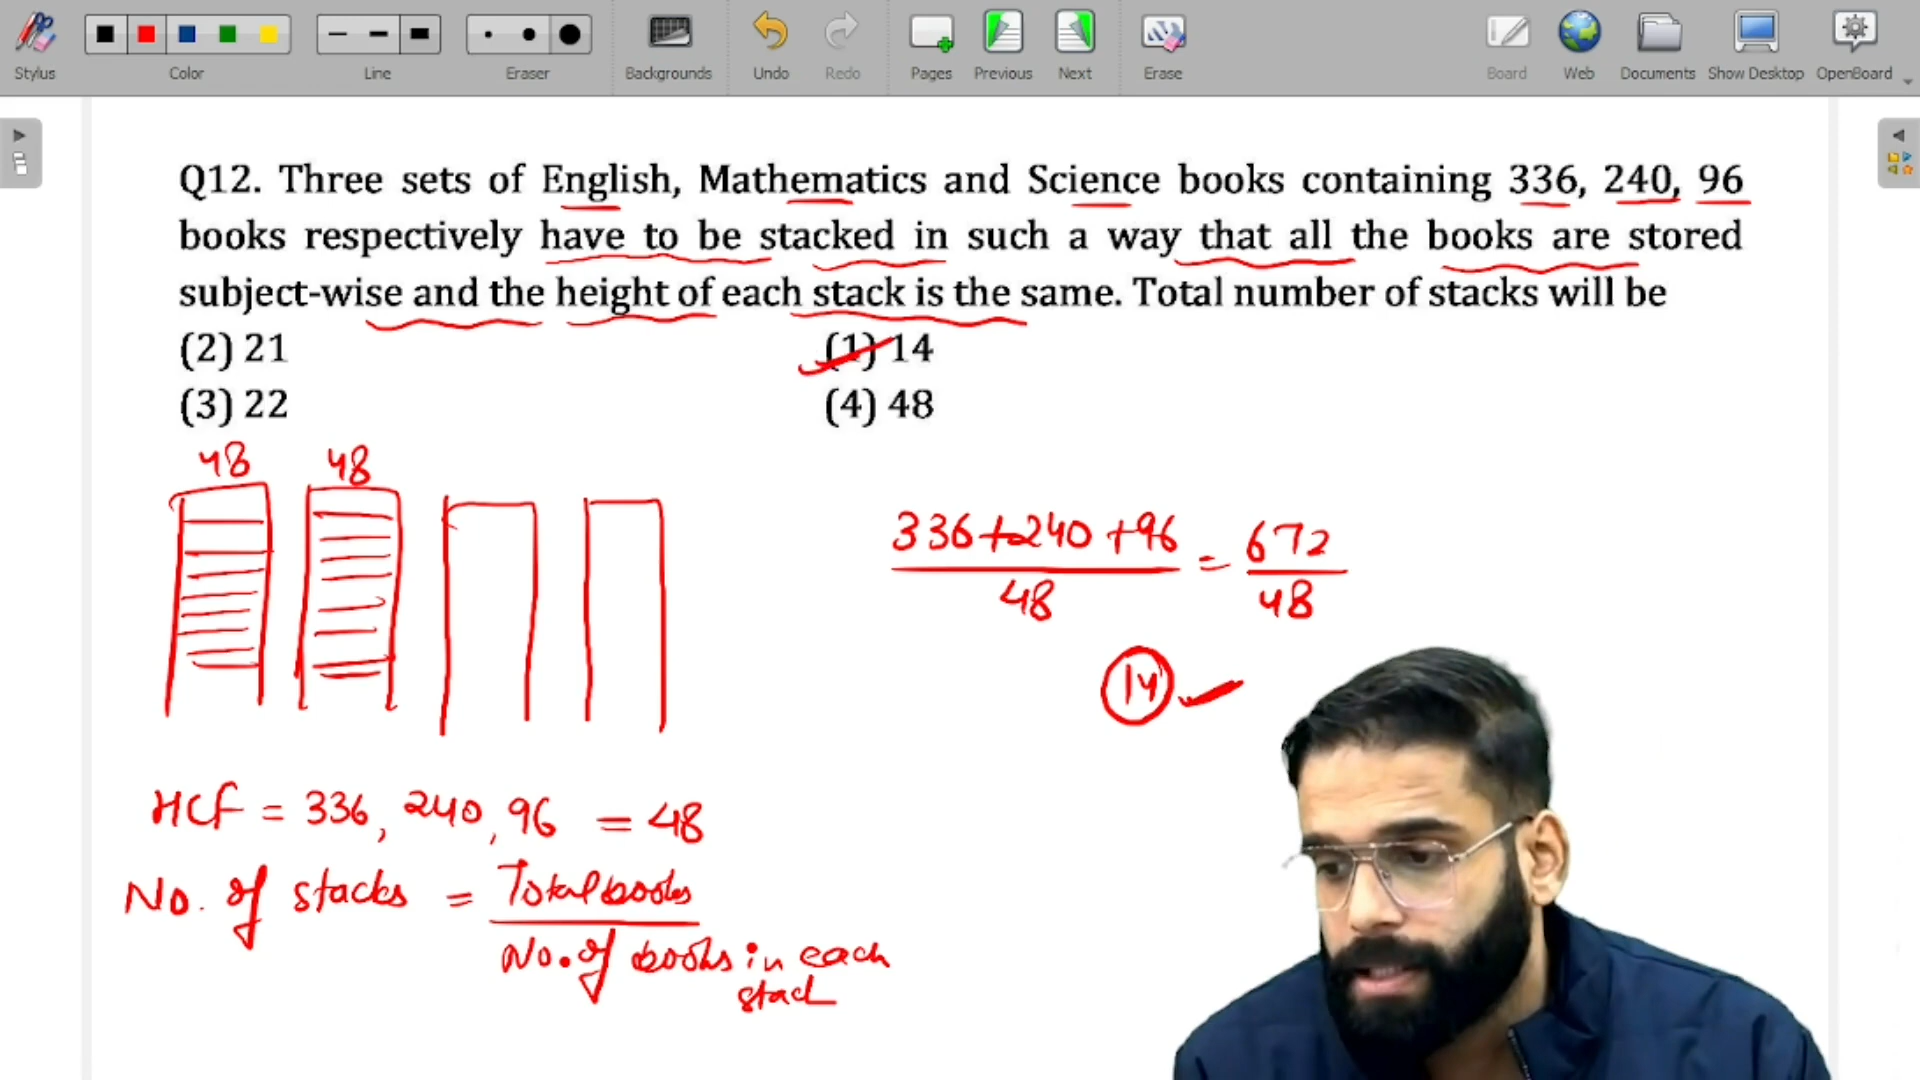 Stylus Color Line Eraser Backgrounds Undo Redo Pages Previous Next Erase Board Web Documents Show Desktop OpenBoard
Q12. Three sets of English, Mathematics and Science books containing 336, 240, 96
books respectively have to be stacked in such a way that all the books are stored
subject-wise and the height of each stack is the same. Total number of stacks will be
(2) 21 (1) 14
(3) 22 (4) 48
48 48
336+240+96 = 672
48 48
14
HCF = 336, 240, 96 = 48
No. of stacks = Total books
No. of books in each
stack